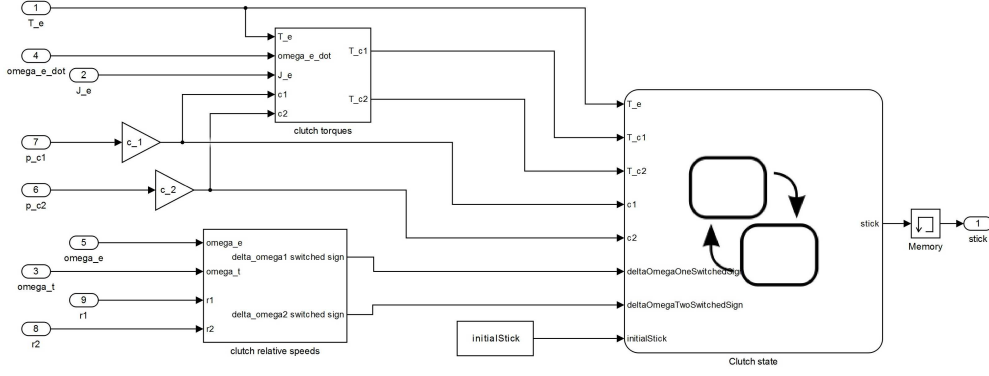 1
T_e
4
omega_e_dot
2
J_e
7
p_c1
6
p_c2
5
omega_e
3
omega_t
9
r1
8
r2
c_1
c_2
T_e
omega_e_dot
J_e
c1
c2
T_c1
T_c2
clutch torques
omega_e
omega_t
r1
r2
delta_omega1 switched sign
delta_omega2 switched sign
clutch relative speeds
initialStick
T_e
T_c1
T_c2
c1
c2
deltaOmegaOneSwitchedSign
deltaOmegaTwoSwitchedSign
initialStick
stick
Clutch state
Memory
1
stick